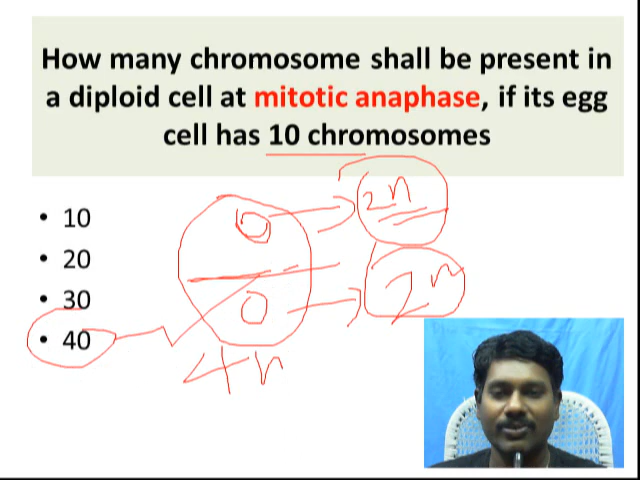 How many chromosome shall be present in
a diploid cell at mitotic anaphase, if its egg
cell has 10 chromosomes
• 10
• 20
• 30
• 40
2n
2n
4n